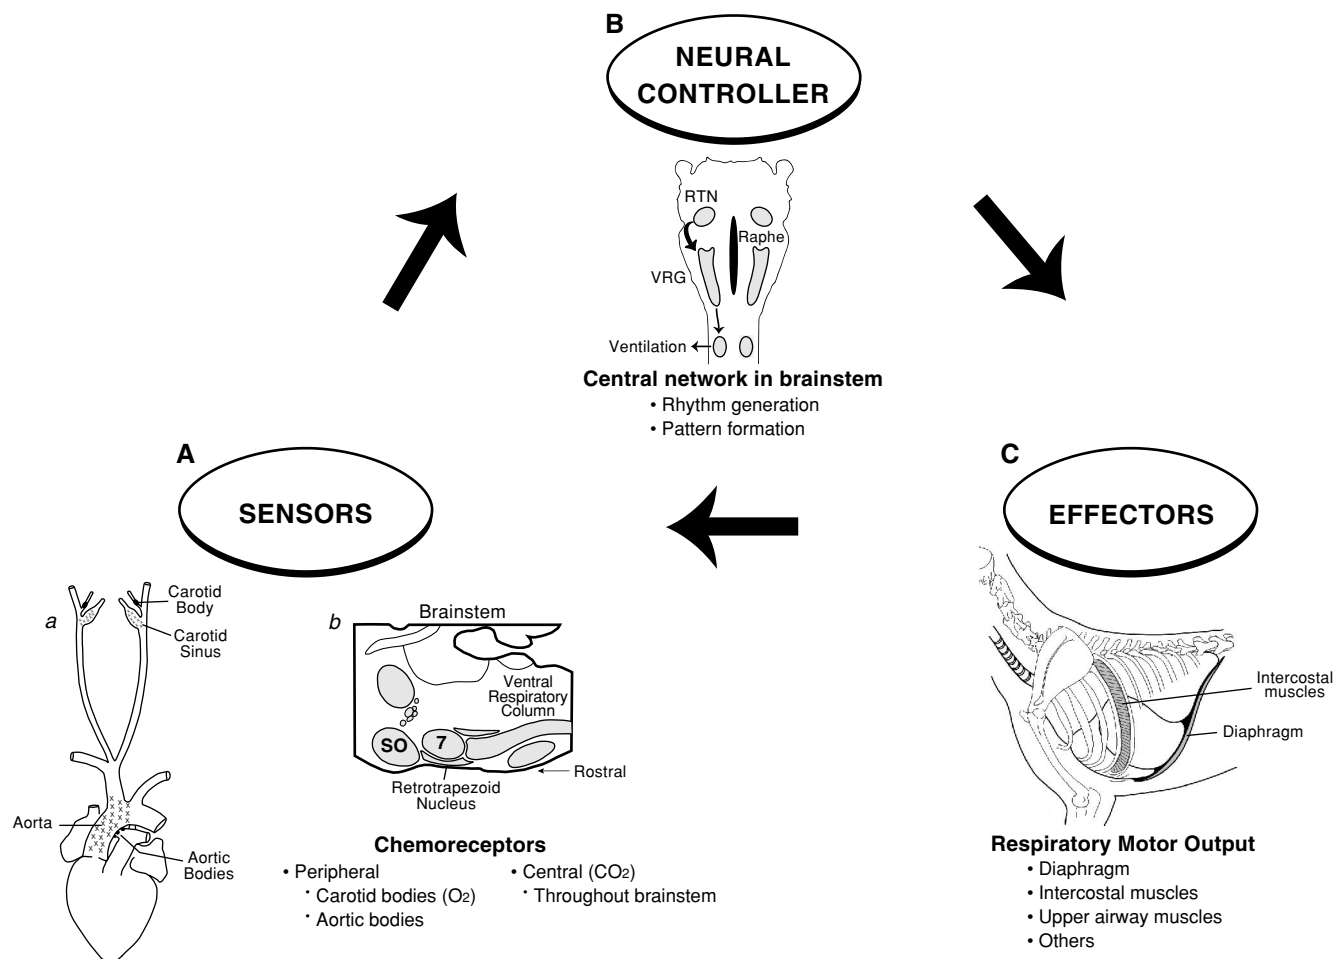 B
NEURAL
CONTROLLER
RTN
Raphe
VRG
Ventilation
Central network in brainstem
• Rhythm generation
• Pattern formation
A
SENSORS
a
Carotid
Body
Carotid
Sinus
Aorta
Aortic
Bodies
b
Brainstem
Ventral
Respiratory
Column
SO
7
Rostral
Retrotrapezoid
Nucleus
Chemoreceptors
• Peripheral
• Carotid bodies (O2)
• Aortic bodies
• Central (CO2)
• Throughout brainstem
C
EFFECTORS
Intercostal
muscles
Diaphragm
Respiratory Motor Output
• Diaphragm
• Intercostal muscles
• Upper airway muscles
• Others